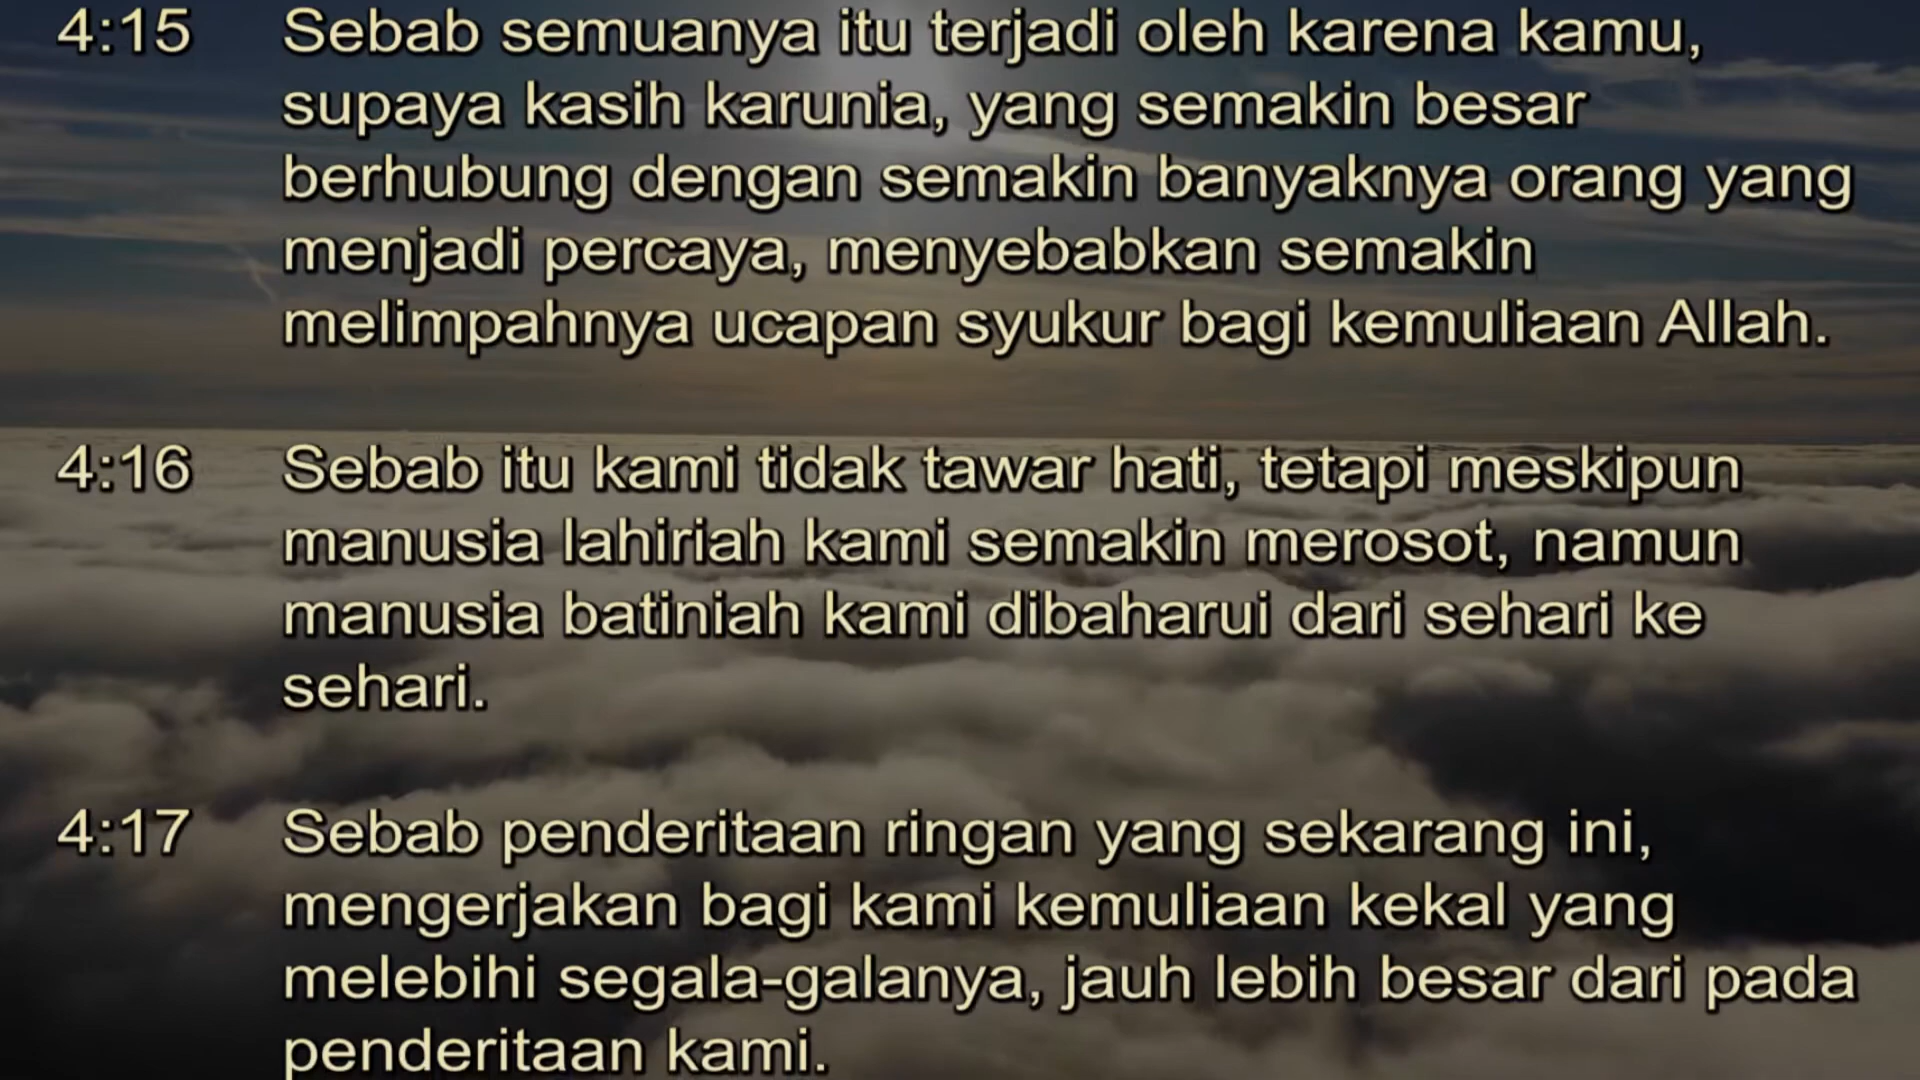 4:15 Sebab semuanya itu terjadi oleh karena kamu,
supaya kasih karunia, yang semakin besar
berhubung dengan semakin banyaknya orang yang
menjadi percaya, menyebabkan semakin
melimpahnya ucapan syukur bagi kemuliaan Allah.
4:16 Sebab itu kami tidak tawar hati, tetapi meskipun
manusia lahiriah kami semakin merosot, namun
manusia batiniah kami dibaharui dari sehari ke
sehari.
4:17 Sebab penderitaan ringan yang sekarang ini,
mengerjakan bagi kami kemuliaan kekal yang
melebihi segala-galanya, jauh lebih besar dari pada
penderitaan kami.